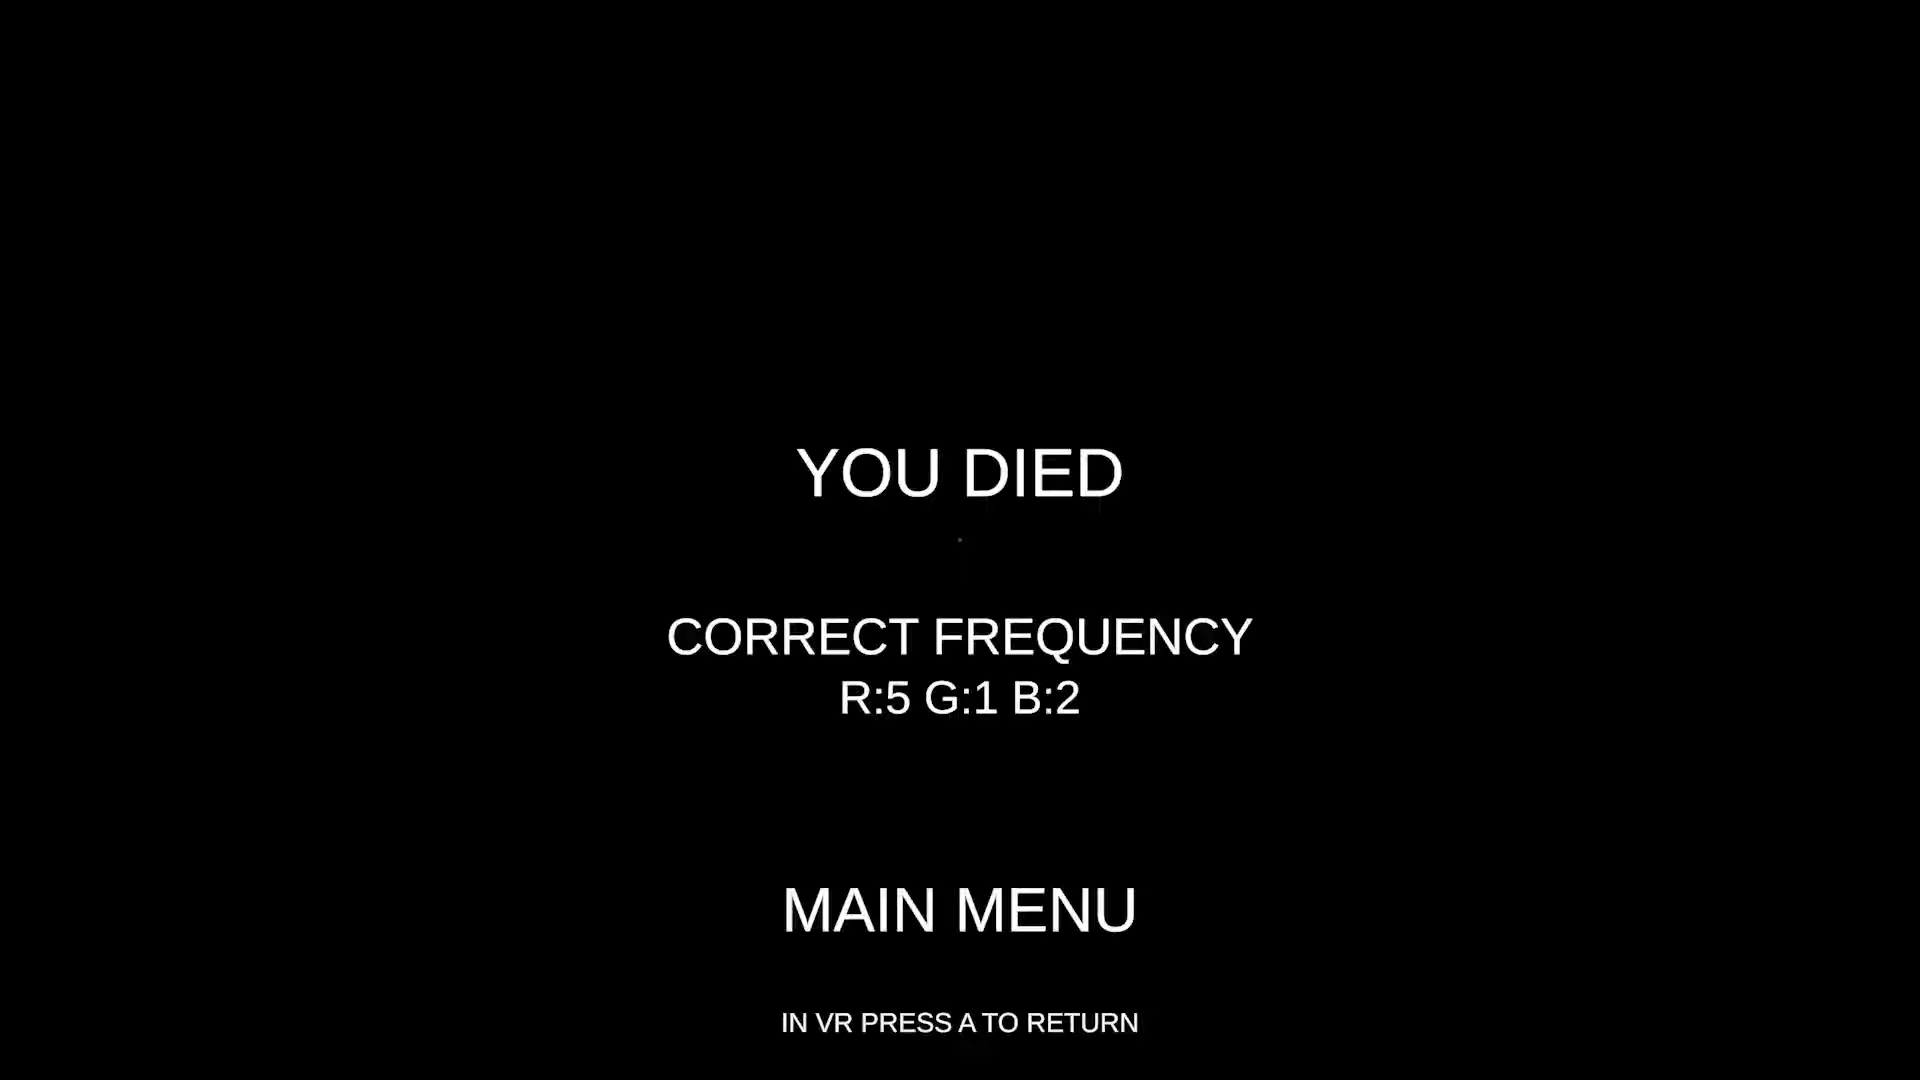 YOU DIED
CORRECT FREQUENCY
R:5 G:1 B:2
MAIN MENU
IN VR PRESS A TO RETURN